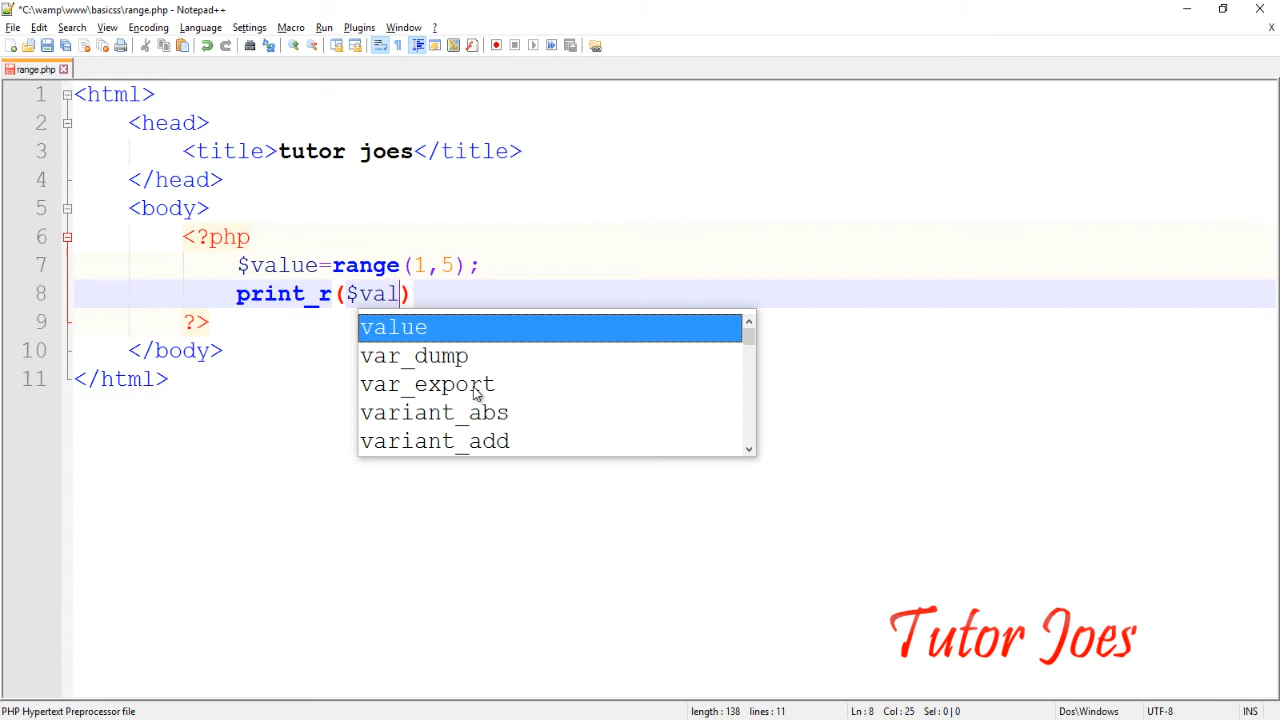 *C:\wamp\www\basicss\range.php - Notepad++
File Edit Search View Encoding Language Settings Macro Run Plugins Window ?
X
range.php
1 <html>
2 <head>
3 <title>tutor joes</title>
4 </head>
5 <body>
6 <?php
7 $value=range(1,5);
8 print_r($val)
9 ?>
10 </body>
11 </html>
value
var_dump
var_export
variant_abs
variant_add
Tutor Joes
PHP Hypertext Preprocessor file length : 138 lines : 11 Ln : 8 Col : 25 Sel : 0 | 0 Dos\Windows UTF-8 INS